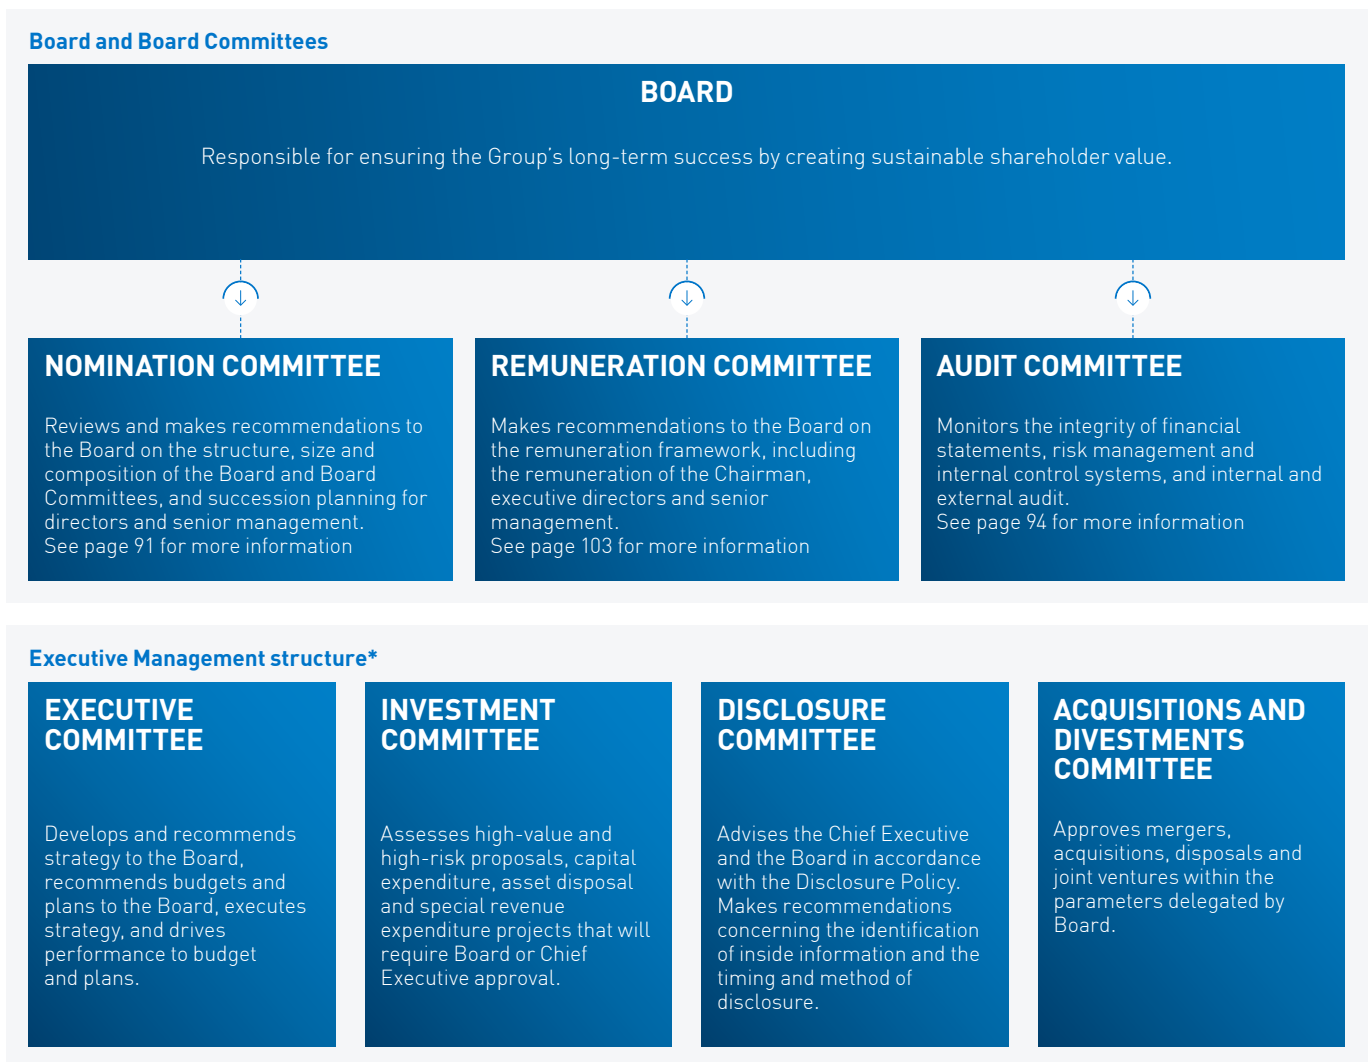 Board and Board Committees
BOARD
Responsible for ensuring the Group’s long-term success by creating sustainable shareholder value.
NOMINATION COMMITTEE
Reviews and makes recommendations to
the Board on the structure, size and
composition of the Board and Board
Committees, and succession planning for
directors and senior management.
See page 91 for more information
REMUNERATION COMMITTEE
Makes recommendations to the Board on
the remuneration framework, including
the remuneration of the Chairman,
executive directors and senior
management.
See page 103 for more information
AUDIT COMMITTEE
Monitors the integrity of financial
statements, risk management and
internal control systems, and internal and
external audit.
See page 94 for more information
Executive Management structure*
EXECUTIVE
COMMITTEE
Develops and recommends
strategy to the Board,
recommends budgets and
plans to the Board, executes
strategy, and drives
performance to budget
and plans.
INVESTMENT
COMMITTEE
Assesses high-value and
high-risk proposals, capital
expenditure, asset disposal
and special revenue
expenditure projects that will
require Board or Chief
Executive approval.
DISCLOSURE
COMMITTEE
Advises the Chief Executive
and the Board in accordance
with the Disclosure Policy.
Makes recommendations
concerning the identification
of inside information and the
timing and method of
disclosure.
ACQUISITIONS AND
DIVESTMENTS
COMMITTEE
Approves mergers,
acquisitions, disposals and
joint ventures within the
parameters delegated by
Board.